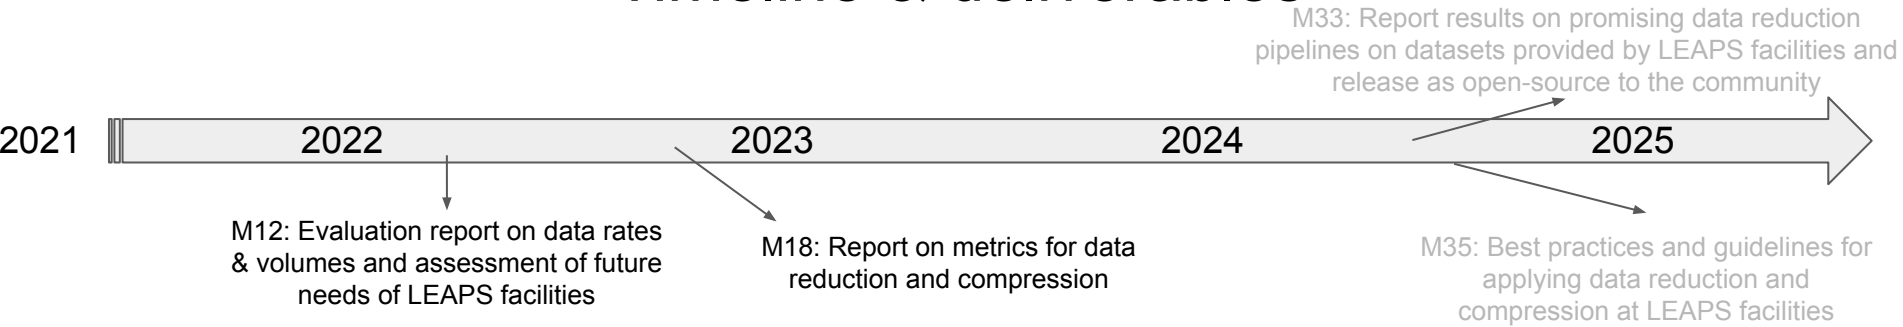 M33: Report results on promising data reduction
pipelines on datasets provided by LEAPS facilities and
release as open-source to the community
2021
2022
2023
2024
2025
M12: Evaluation report on data rates
& volumes and assessment of future
needs of LEAPS facilities
M18: Report on metrics for data
reduction and compression
M35: Best practices and guidelines for
applying data reduction and
compression at LEAPS facilities